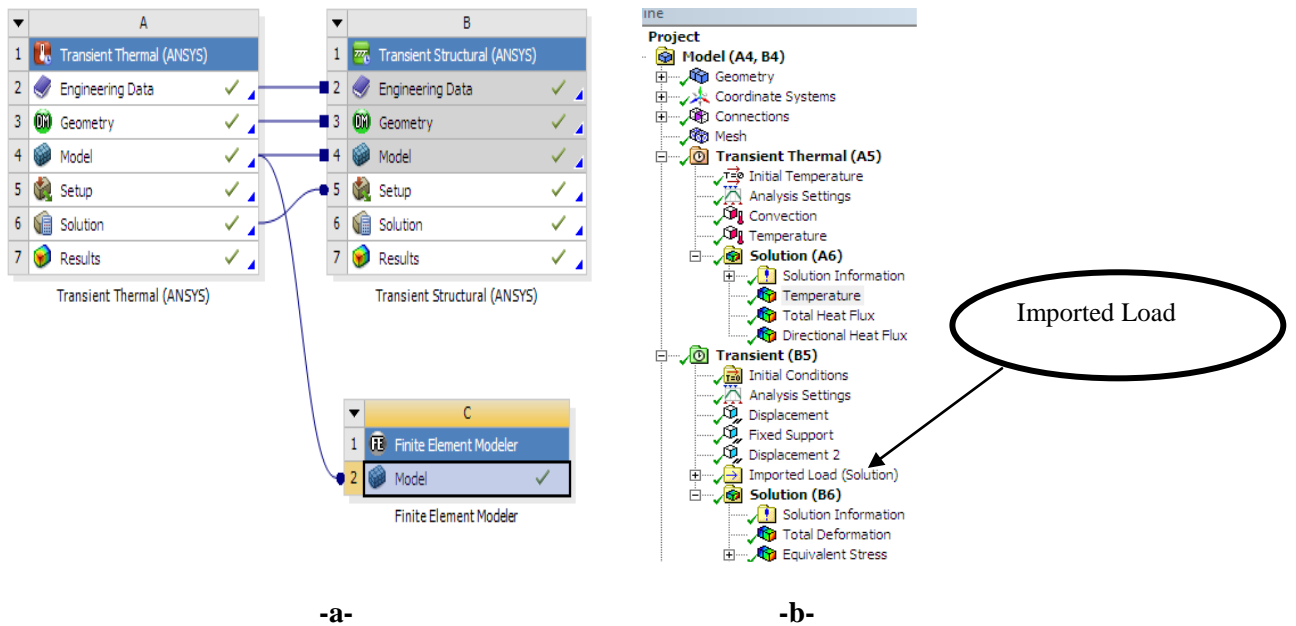 A
1 Transient Thermal (ANSYS)
2 Engineering Data
3 Geometry
4 Model
5 Setup
6 Solution
7 Results
Transient Thermal (ANSYS)
B
1 Transient Structural (ANSYS)
2 Engineering Data
3 Geometry
4 Model
5 Setup
6 Solution
7 Results
Transient Structural (ANSYS)
C
1 Finite Element Modeler
2 Model
Finite Element Modeler
-a-
Project
Model (A4, B4)
Geometry
Coordinate Systems
Connections
Mesh
Transient Thermal (A5)
Initial Temperature
Analysis Settings
Convection
Temperature
Solution (A6)
Solution Information
Temperature
Total Heat Flux
Directional Heat Flux
Transient (B5)
Initial Conditions
Analysis Settings
Displacement
Fixed Support
Displacement 2
Imported Load (Solution)
Solution (B6)
Solution Information
Total Deformation
Equivalent Stress
Imported Load
-b-